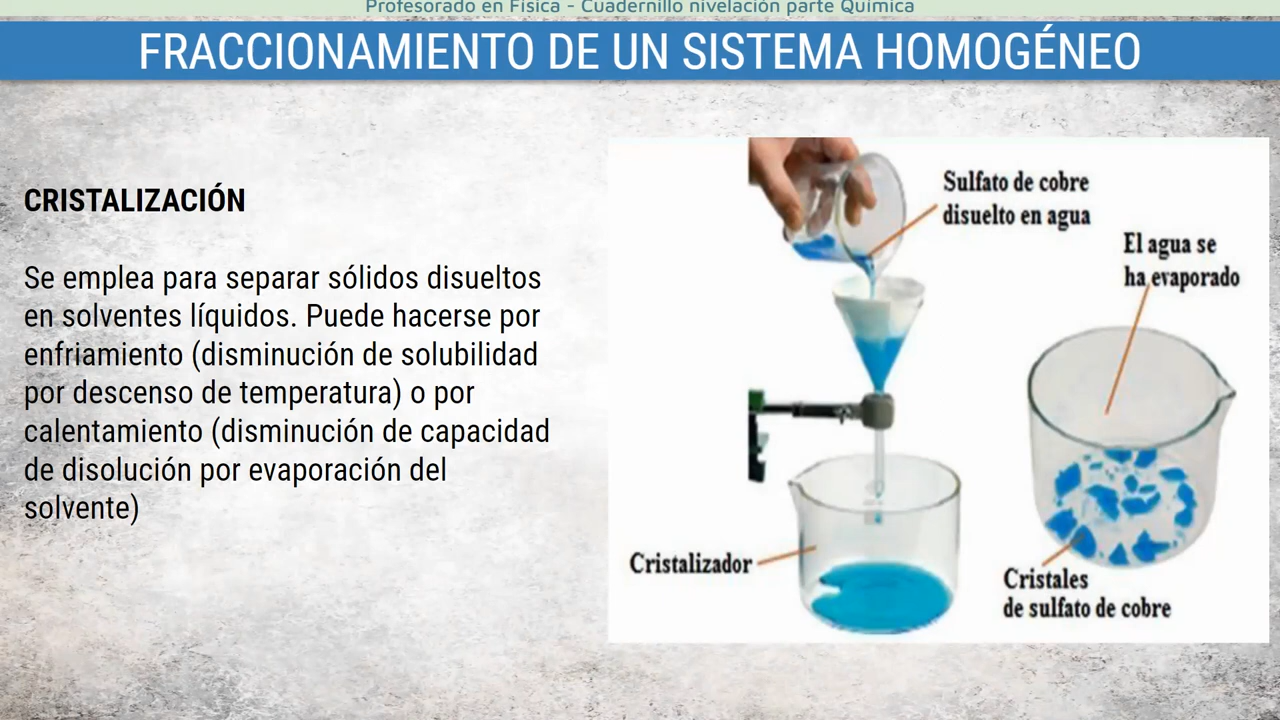 Profesorado en Física - Cuadernillo nivelación parte Química
FRACCIONAMIENTO DE UN SISTEMA HOMOGÉNEO
CRISTALIZACIÓN
Se emplea para separar sólidos disueltos
en solventes líquidos. Puede hacerse por
enfriamiento (disminución de solubilidad
por descenso de temperatura) o por
calentamiento (disminución de capacidad
de disolución por evaporación del
solvente)
Sulfato de cobre
disuelto en agua
El agua se
ha evaporado
Cristalizador
Cristales
de sulfato de cobre